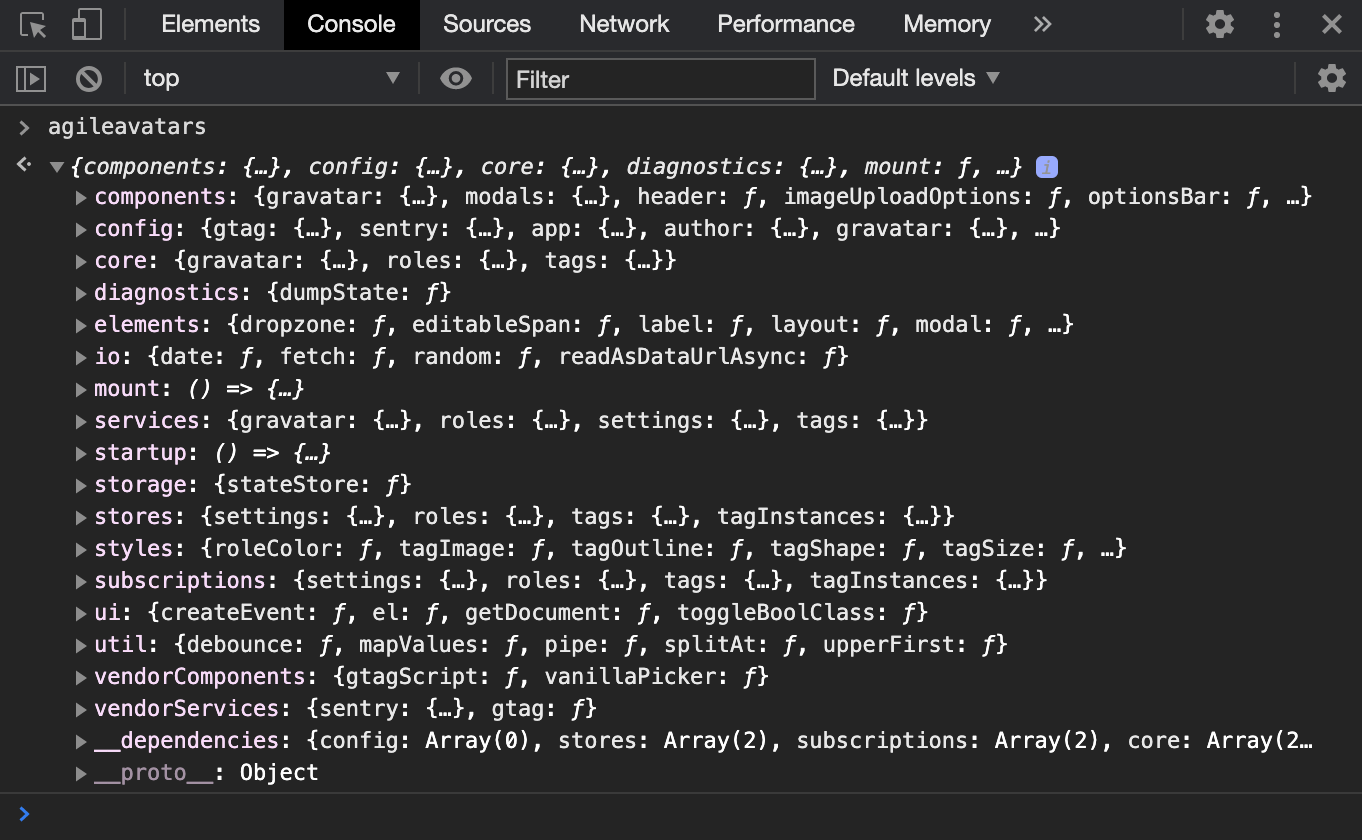 Elements Console Sources Network Performance Memory »
top ▼ Filter Default levels ▼
> agileavatars
▼{components: {…}, config: {…}, core: {…}, diagnostics: {…}, mount: ƒ, …} i
▶components: {gravatar: {…}, modals: {…}, header: ƒ, imageUploadOptions: ƒ, optionsBar: ƒ, …}
▶config: {gtag: {…}, sentry: {…}, app: {…}, author: {…}, gravatar: {…}, …}
▶core: {gravatar: {…}, roles: {…}, tags: {…}}
▶diagnostics: {dumpState: ƒ}
▶elements: {dropzone: ƒ, editableSpan: ƒ, label: ƒ, layout: ƒ, modal: ƒ, …}
▶io: {date: ƒ, fetch: ƒ, random: ƒ, readAsDataUrlAsync: ƒ}
▶mount: () => {…}
▶services: {gravatar: {…}, roles: {…}, settings: {…}, tags: {…}}
▶startup: () => {…}
▶storage: {stateStore: ƒ}
▶stores: {settings: {…}, roles: {…}, tags: {…}, tagInstances: {…}}
▶styles: {roleColor: ƒ, tagImage: ƒ, tagOutline: ƒ, tagShape: ƒ, tagSize: ƒ, …}
▶subscriptions: {settings: {…}, roles: {…}, tags: {…}, tagInstances: {…}}
▶ui: {createEvent: ƒ, el: ƒ, getDocument: ƒ, toggleBoolClass: ƒ}
▶util: {debounce: ƒ, mapValues: ƒ, pipe: ƒ, splitAt: ƒ, upperFirst: ƒ}
▶vendorComponents: {gtagScript: ƒ, vanillaPicker: ƒ}
▶vendorServices: {sentry: {…}, gtag: ƒ}
▶__dependencies: {config: Array(0), stores: Array(2), subscriptions: Array(2), core: Array(2…
▶__proto__: Object
>